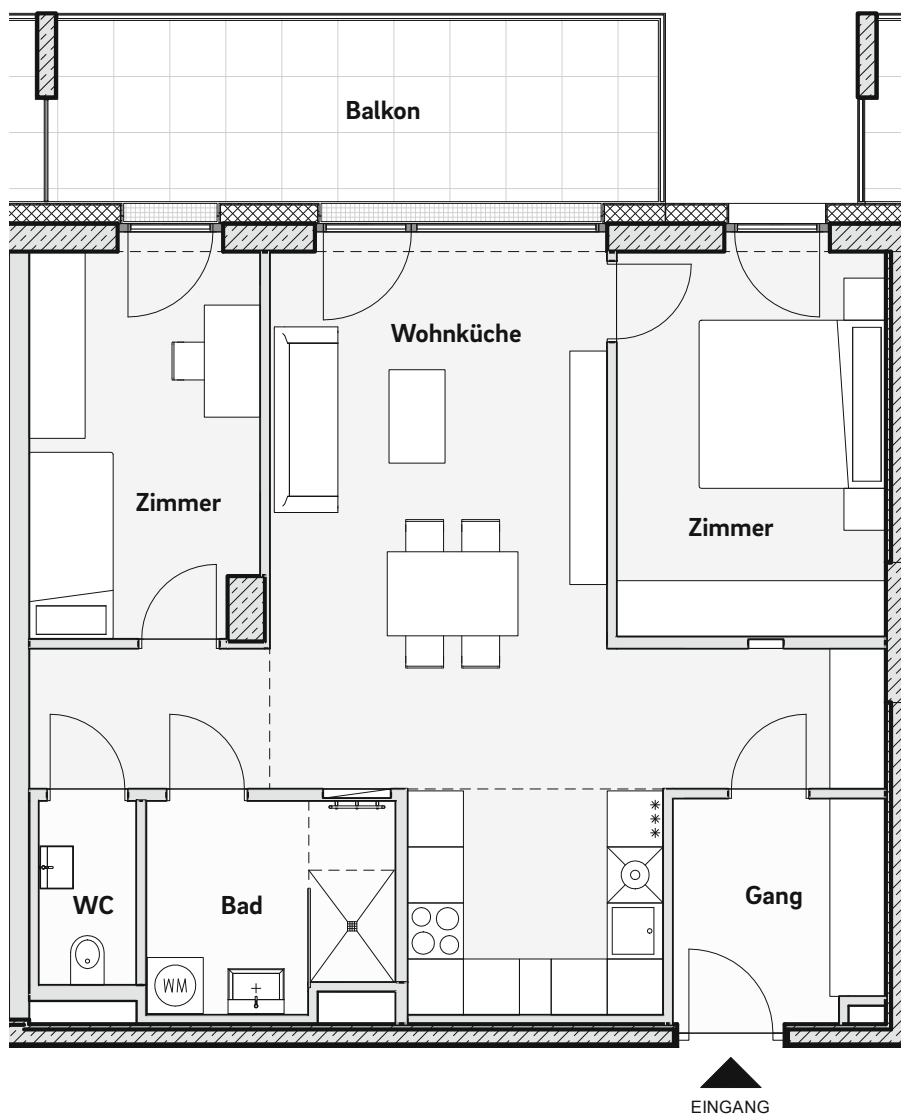 Balkon
Wohnküche
Zimmer
Zimmer
WC
Bad
Gang
WM
EINGANG